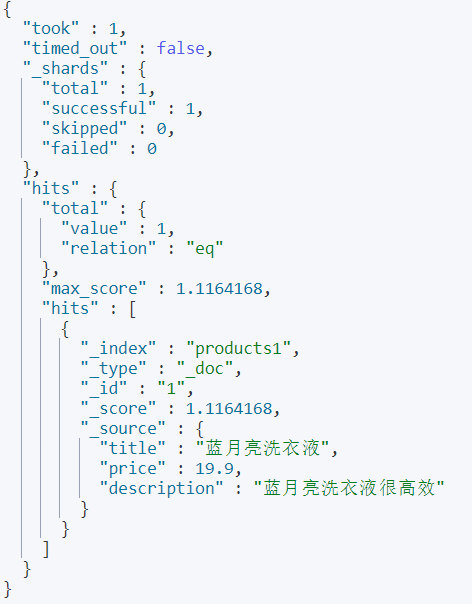 {
  "took" : 1,
  "timed_out" : false,
  "_shards" : {
    "total" : 1,
    "successful" : 1,
    "skipped" : 0,
    "failed" : 0
  },
  "hits" : {
    "total" : {
      "value" : 1,
      "relation" : "eq"
    },
    "max_score" : 1.1164168,
    "hits" : [
      {
        "_index" : "products1",
        "_type" : "_doc",
        "_id" : "1",
        "_score" : 1.1164168,
        "_source" : {
          "title" : "蓝月亮洗衣液",
          "price" : 19.9,
          "description" : "蓝月亮洗衣液很高效"
        }
      }
    ]
  }
}